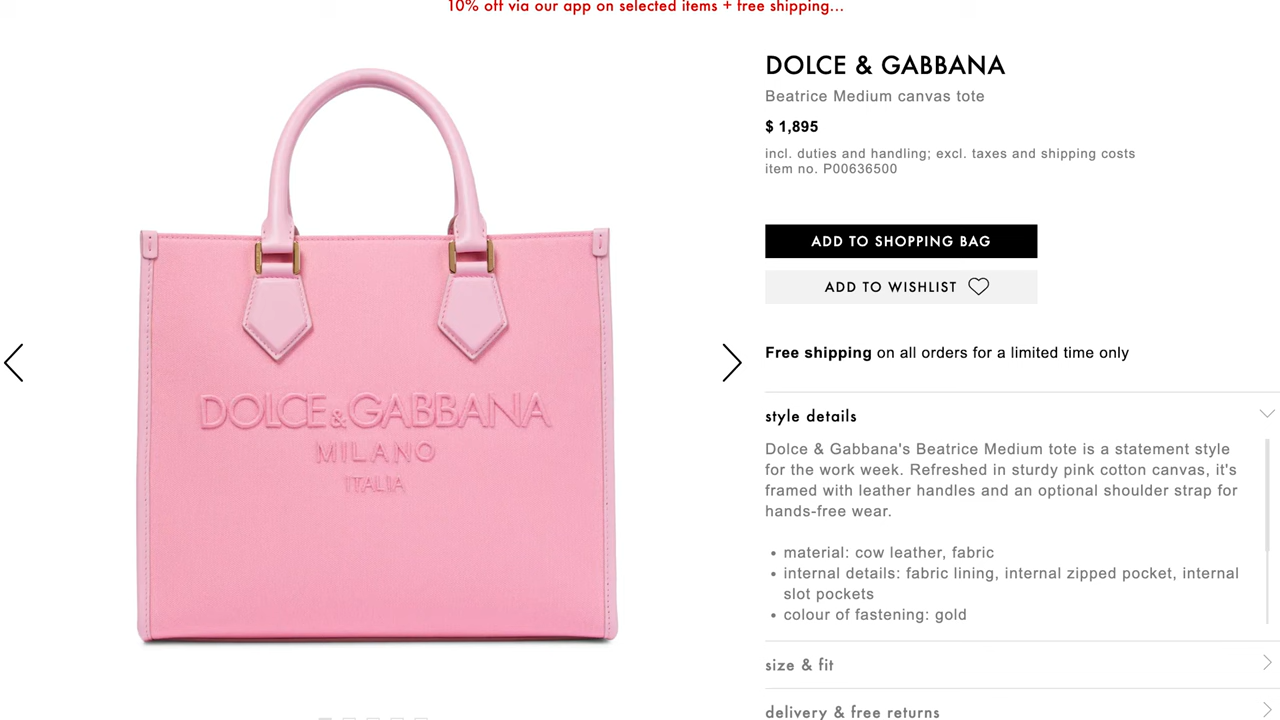 10% off via our app on selected items + free shipping...
DOLCE & GABBANA
Beatrice Medium canvas tote
$ 1,895
incl. duties and handling; excl. taxes and shipping costs
item no. P00636500
ADD TO SHOPPING BAG
ADD TO WISHLIST
Free shipping on all orders for a limited time only
style details
Dolce & Gabbana's Beatrice Medium tote is a statement style
for the work week. Refreshed in sturdy pink cotton canvas, it's
framed with leather handles and an optional shoulder strap for
hands-free wear.
• material: cow leather, fabric
• internal details: fabric lining, internal zipped pocket, internal
slot pockets
• colour of fastening: gold
size & fit
delivery & free returns
DOLCE & GABBANA
MILANO
ITALIA